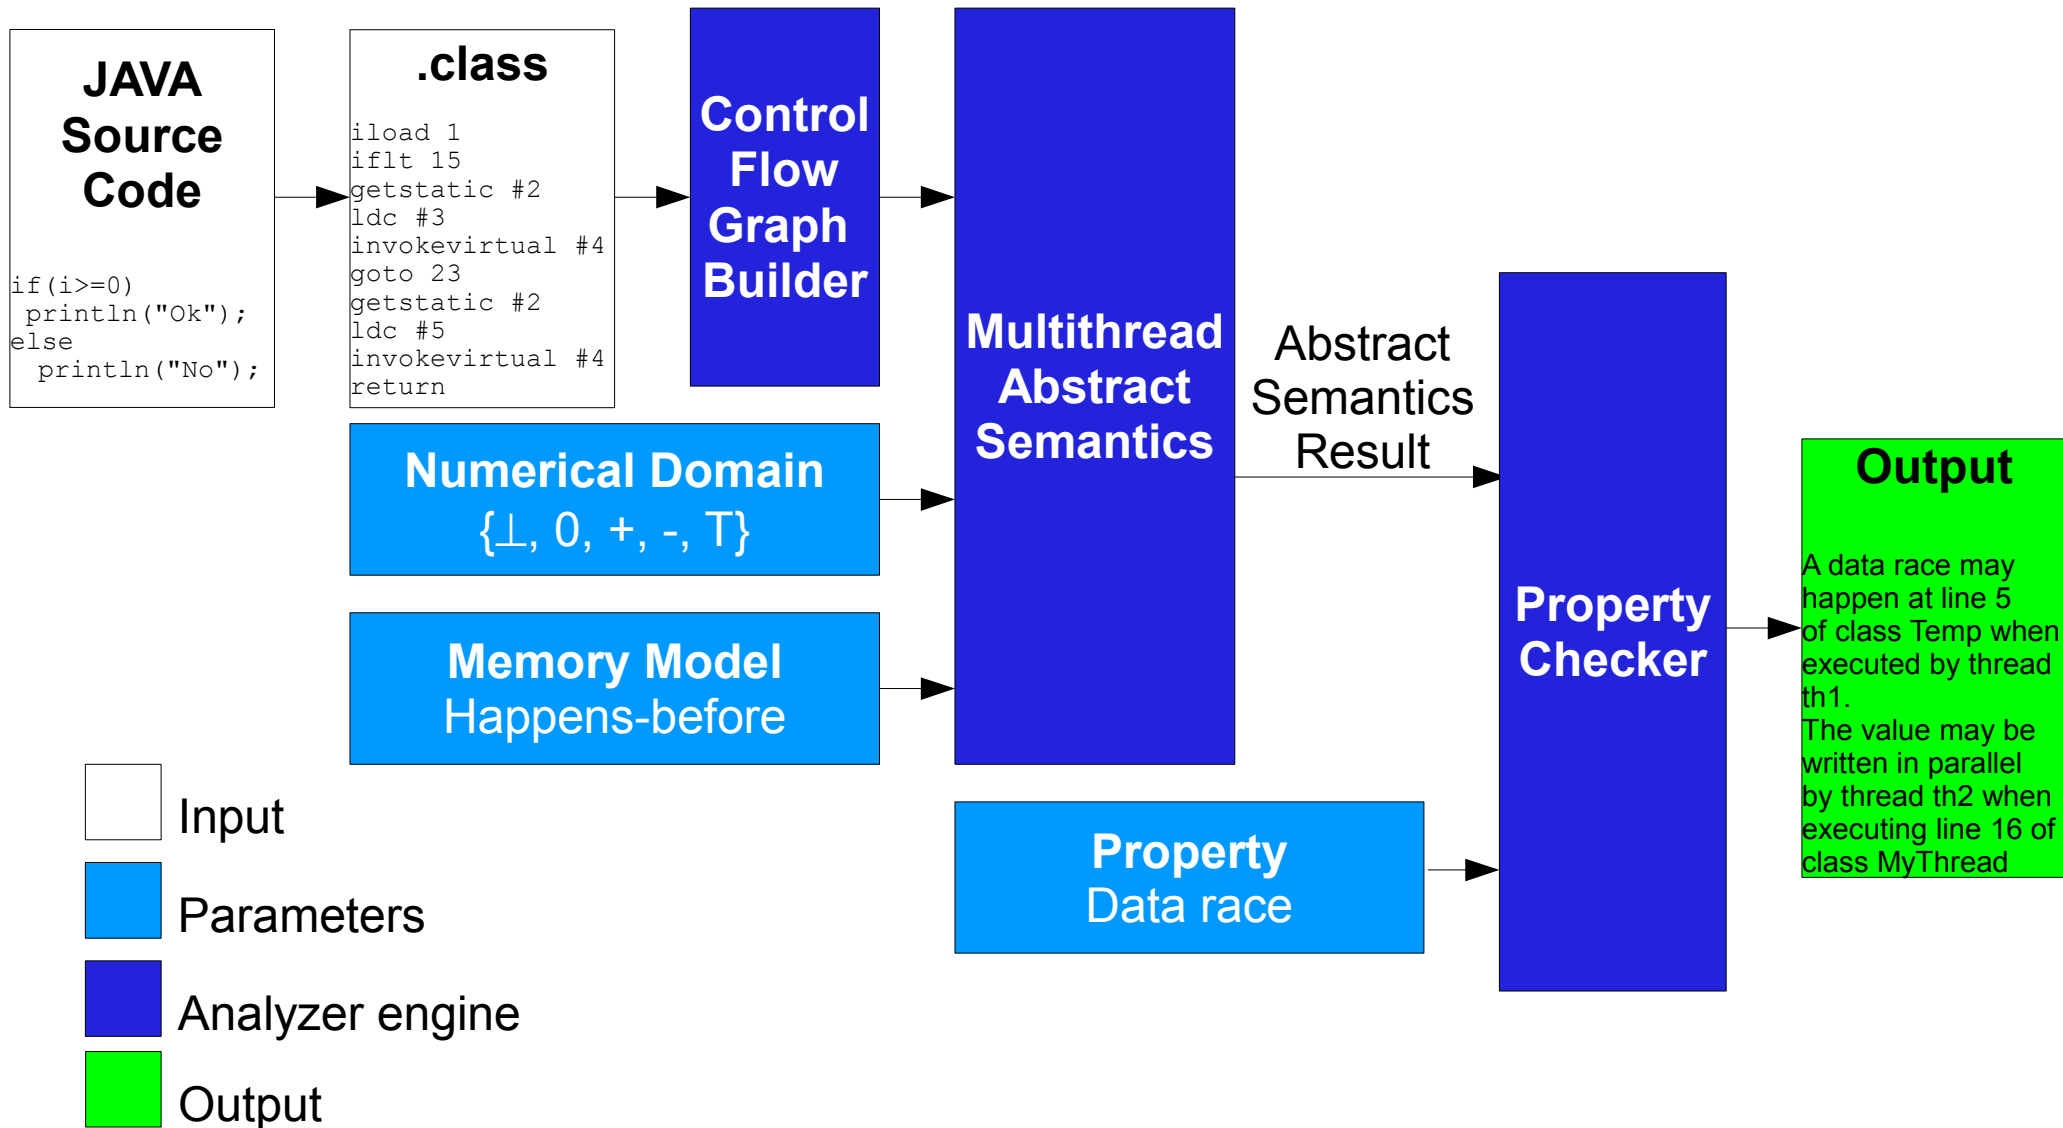 JAVA
Source
Code
if(i>=0)
println("Ok");
else
println("No");
.class
iload 1
iflt 15
getstatic #2
ldc #3
invokevirtual #4
goto 23
getstatic #2
ldc #5
invokevirtual #4
return
Control
Flow
Graph
Builder
Numerical Domain
{⊥, 0, +, -, T}
Memory Model
Happens-before
Multithread
Abstract
Semantics
Abstract
Semantics
Result
Property
Data race
Property
Checker
Output
A data race may
happen at line 5
of class Temp when
executed by thread
th1.
The value may be
written in parallel
by thread th2 when
executing line 16 of
class MyThread
Input
Parameters
Analyzer engine
Output